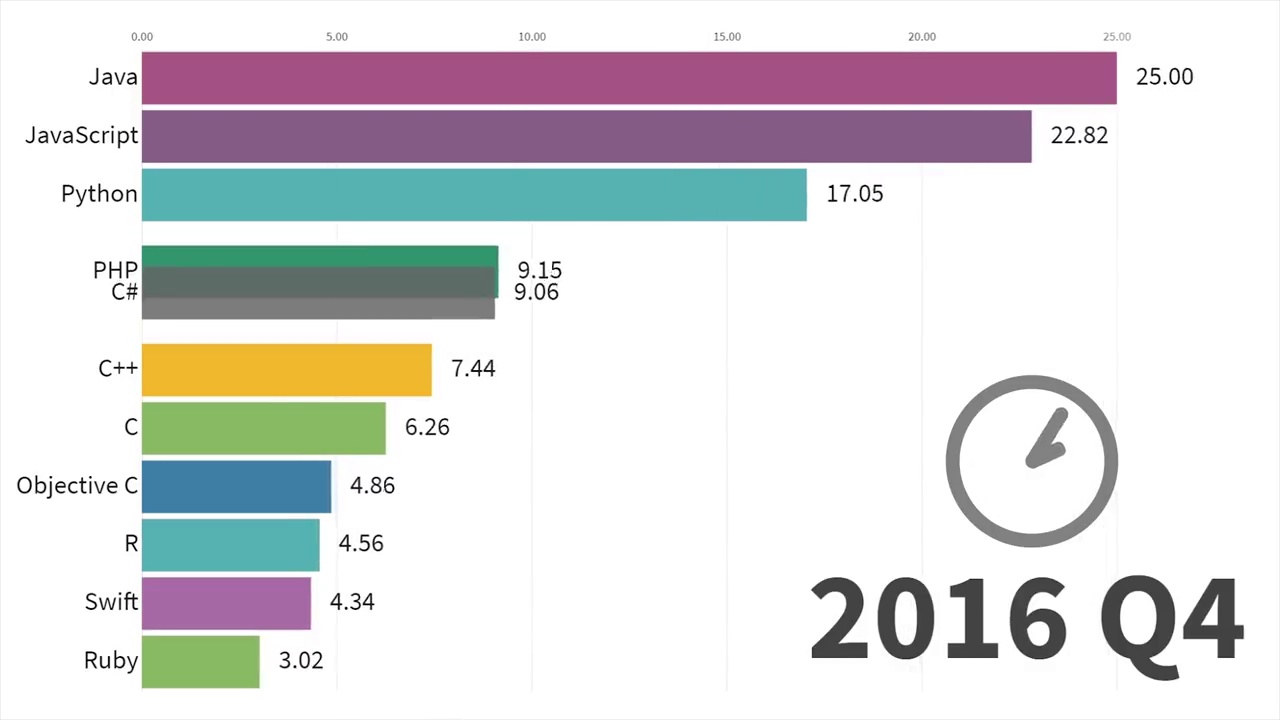 0.00 5.00 10.00 15.00 20.00 25.00
Java 25.00
JavaScript 22.82
Python 17.05
PHP 9.15
C# 9.06
C++ 7.44
C 6.26
Objective C 4.86
R 4.56
Swift 4.34
Ruby 3.02
2016 Q4